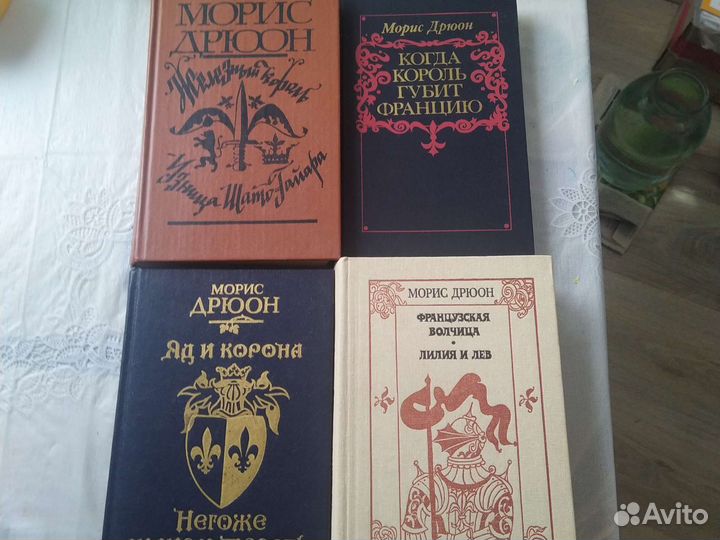 МОРИС
ДРЮОН
Железный король
Узница Шато-Гайара
Морис Дрюон
КОГДА
КОРОЛЬ
ГУБИТ
ФРАНЦИЮ
МОРИС
ДРЮОН
ЯД И КОРОНА
НЕГОЖЕ
МОРИС ДРЮОН
ФРАНЦУЗСКАЯ
ВОЛЧИЦА
•
ЛИЛИЯ И ЛЕВ
Avito